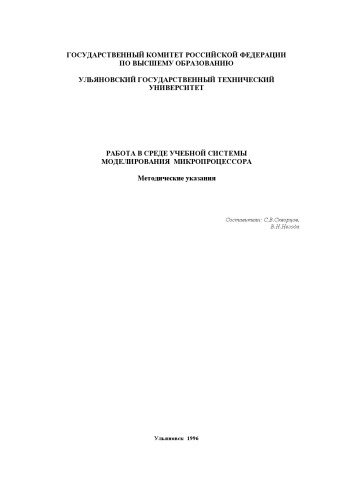 ГОСУДАРСТВЕННЫЙ КОМИТЕТ РОССИЙСКОЙ ФЕДЕРАЦИИ
ПО ВЫСШЕМУ ОБРАЗОВАНИЮ
УЛЬЯНОВСКИЙ ГОСУДАРСТВЕННЫЙ ТЕХНИЧЕСКИЙ
УНИВЕРСИТЕТ
РАБОТА В СРЕДЕ УЧЕБНОЙ СИСТЕМЫ
МОДЕЛИРОВАНИЯ МИКРОПРОЦЕССОРА
Методические указания
Составители: С.В.Скворцов,
В.Н.Негода
Ульяновск 1996